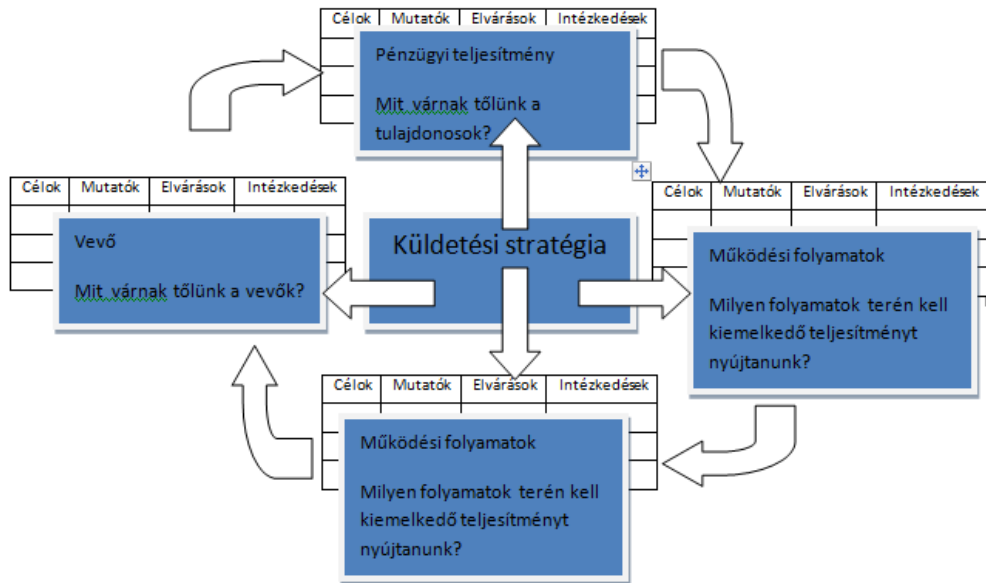 Célok Mutatók Elvárások Intézkedések
Pénzügyi teljesítmény
Mit várnak tőlünk a
tulajdonosok?
Célok Mutatók Elvárások Intézkedések
Vevő
Mit várnak tőlünk a vevők?
Küldetési stratégia
Célok Mutatók Elvárások Intézkedések
Működési folyamatok
Milyen folyamatok terén kell
kiemelkedő teljesítményt
nyújtanunk?
Célok Mutatók Elvárások Intézkedések
Működési folyamatok
Milyen folyamatok terén kell
kiemelkedő teljesítményt
nyújtanunk?